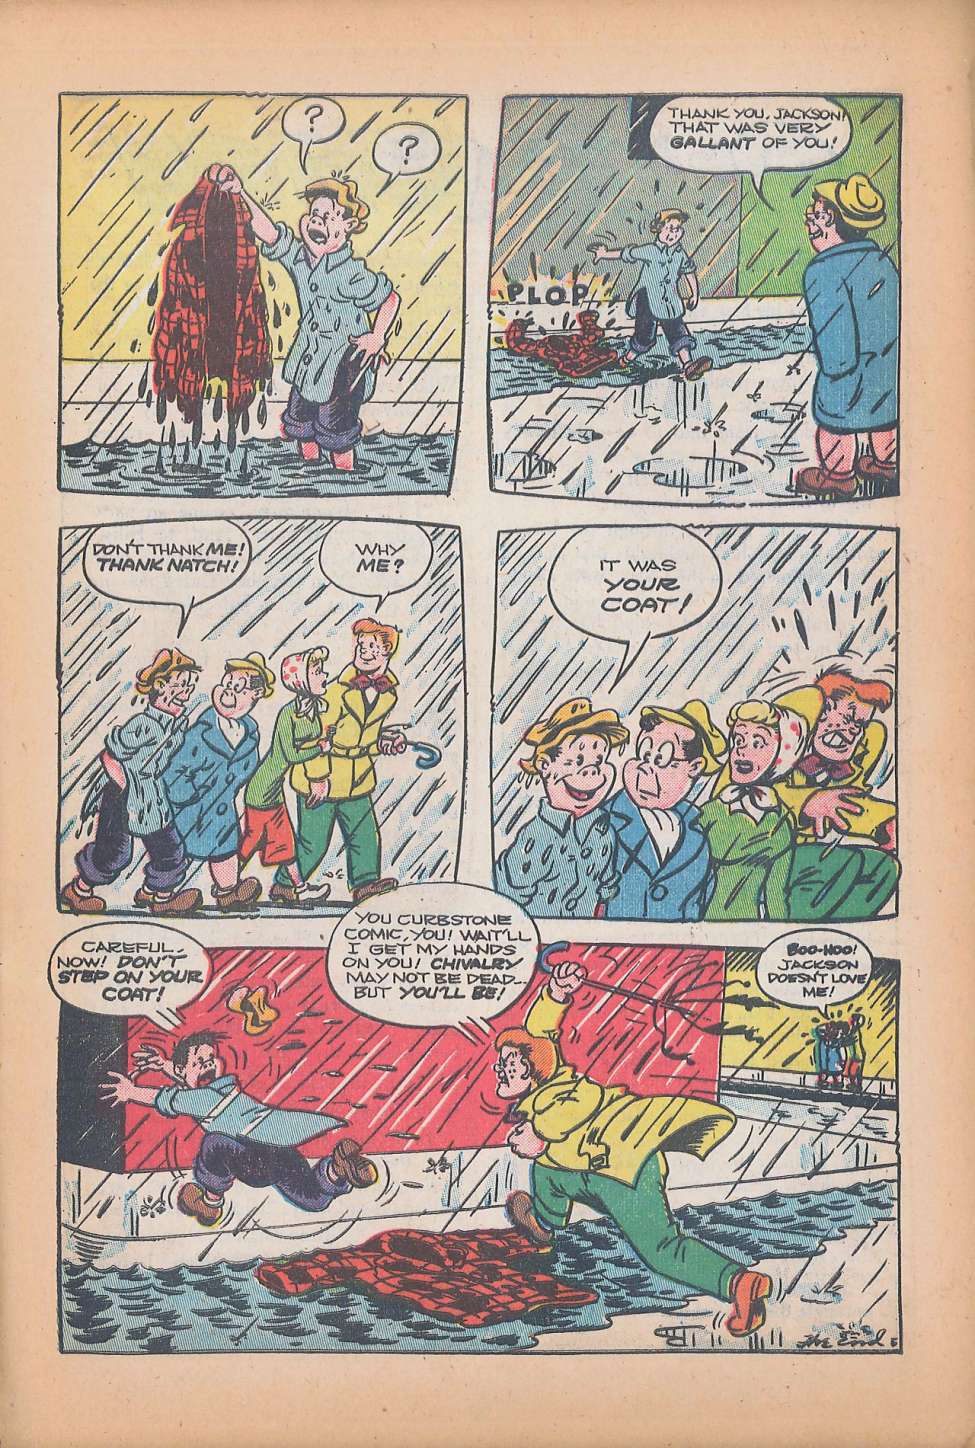 ?
?
THANK YOU, JACKSON!
THAT WAS VERY
GALLANT OF YOU!
PLOP
DON'T THANK ME!
THANK NATCH!
WHY
ME?
IT WAS
YOUR
COAT!
CAREFUL,
NOW! DON'T
STEP ON YOUR
COAT!
YOU CURBSTONE
COMIC, YOU! WAIT'LL
I GET MY HANDS
ON YOU! CHIVALRY
MAY NOT BE DEAD...
BUT YOU'LL BE!
BOO-HOO!
JACKSON
DOESN'T LOVE
ME!
The End